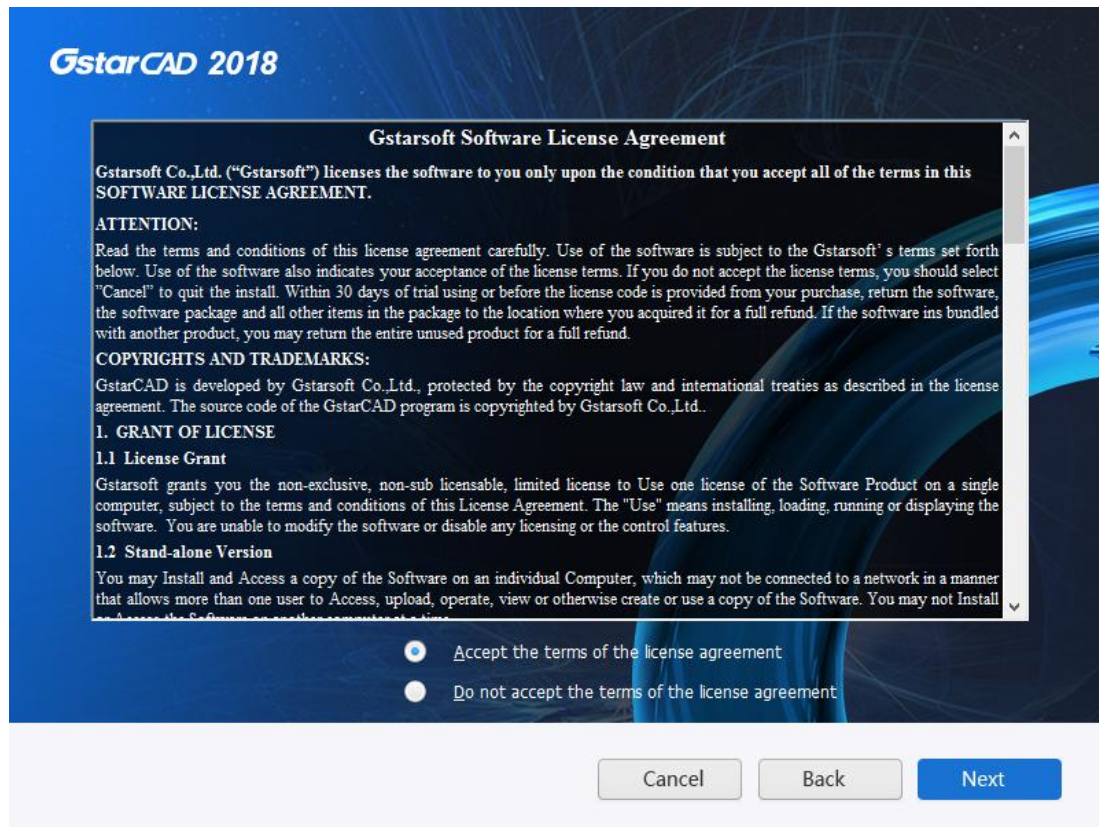 GstarCAD 2018
Gstarsoft Software License Agreement
Gstarsoft Co.,Ltd. (“Gstarsoft”) licenses the software to you only upon the condition that you accept all of the terms in this
SOFTWARE LICENSE AGREEMENT.
ATTENTION:
Read the terms and conditions of this license agreement carefully. Use of the software is subject to the Gstarsoft’ s terms set forth
below. Use of the software also indicates your acceptance of the license terms. If you do not accept the license terms, you should select
”Cancel” to quit the install. Within 30 days of trial using or before the license code is provided from your purchase, return the software,
the software package and all other items in the package to the location where you acquired it for a full refund. If the software ins bundled
with another product, you may return the entire unused product for a full refund.
COPYRIGHTS AND TRADEMARKS:
GstarCAD is developed by Gstarsoft Co.,Ltd., protected by the copyright law and international treaties as described in the license
agreement. The source code of the GstarCAD program is copyrighted by Gstarsoft Co.,Ltd..
1. GRANT OF LICENSE
1.1 License Grant
Gstarsoft grants you the non-exclusive, non-sub licensable, limited license to Use one license of the Software Product on a single
computer, subject to the terms and conditions of this License Agreement. The "Use" means installing, loading, running or displaying the
software. You are unable to modify the software or disable any licensing or the control features.
1.2 Stand-alone Version
You may Install and Access a copy of the Software on an individual Computer, which may not be connected to a network in a manner
that allows more than one user to Access, upload, operate, view or otherwise create or use a copy of the Software. You may not Install
or Access the Software on another computer at a time.
Accept the terms of the license agreement
Do not accept the terms of the license agreement
Cancel Back Next